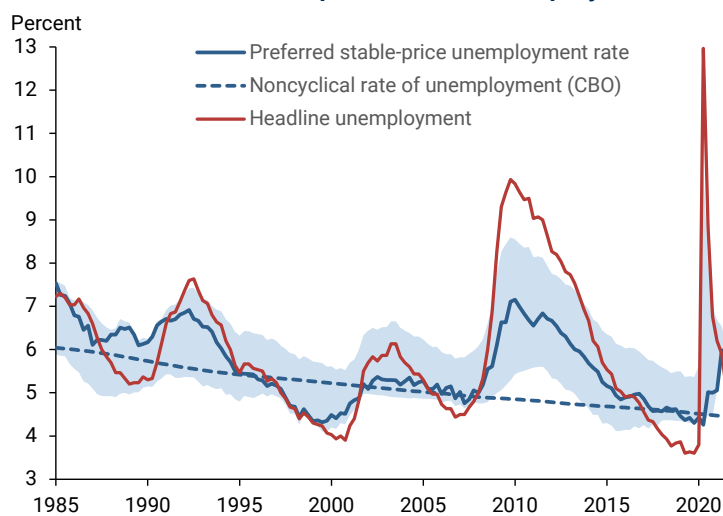 Percent
Preferred stable-price unemployment rate
Noncyclical rate of unemployment (CBO)
Headline unemployment
13
12
11
10
9
8
7
6
5
4
3
1985 1990 1995 2000 2005 2010 2015 2020